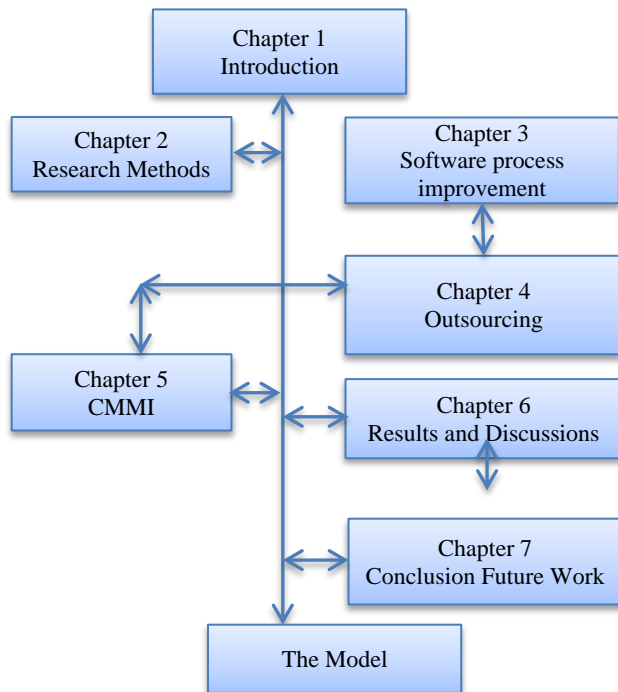 Chapter 1
Introduction
Chapter 2
Research Methods
Chapter 3
Software process
improvement
Chapter 4
Outsourcing
Chapter 5
CMMI
Chapter 6
Results and Discussions
Chapter 7
Conclusion Future Work
The Model